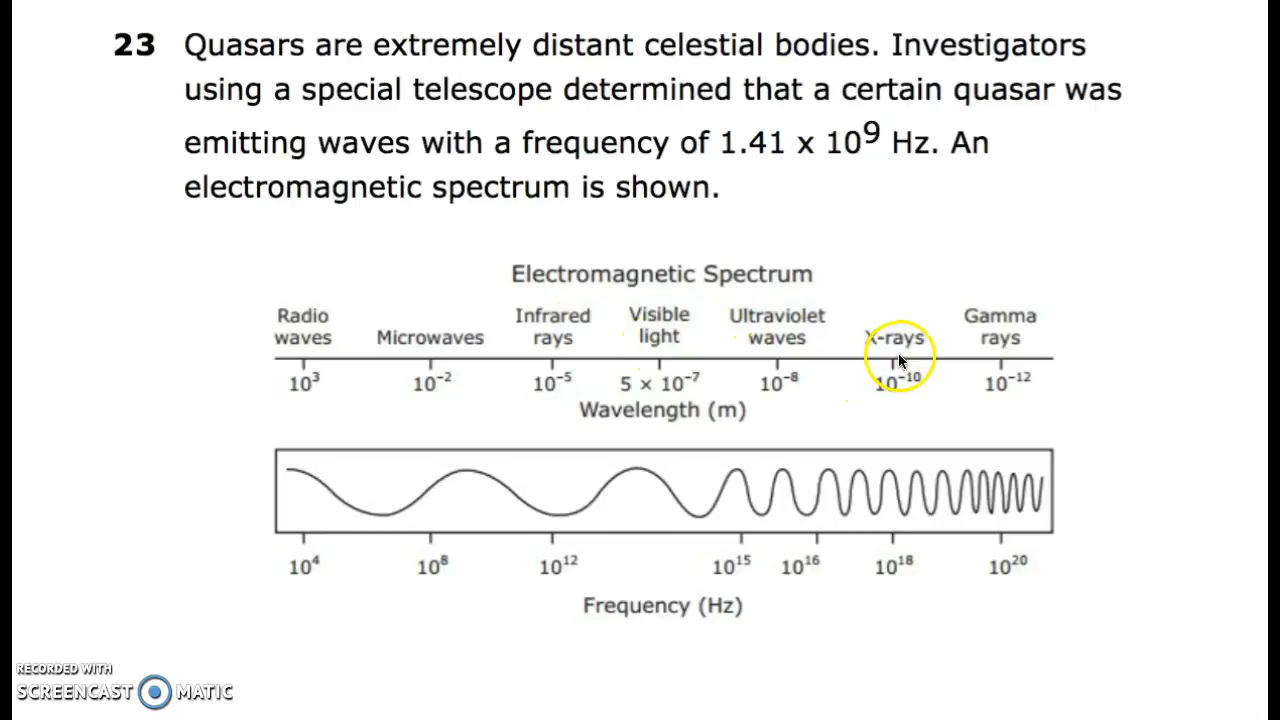 23 Quasars are extremely distant celestial bodies. Investigators
using a special telescope determined that a certain quasar was
emitting waves with a frequency of 1.41 x 10⁹ Hz. An
electromagnetic spectrum is shown.
Electromagnetic Spectrum
Radio waves
Microwaves
Infrared rays
Visible light
Ultraviolet waves
X-rays
Gamma rays
10³ 10⁻² 10⁻⁵ 5 × 10⁻⁷ 10⁻⁸ 10⁻¹⁰ 10⁻¹²
Wavelength (m)
10⁴ 10⁸ 10¹² 10¹⁵ 10¹⁶ 10¹⁸ 10²⁰
Frequency (Hz)
RECORDED WITH
SCREENCAST MATIC